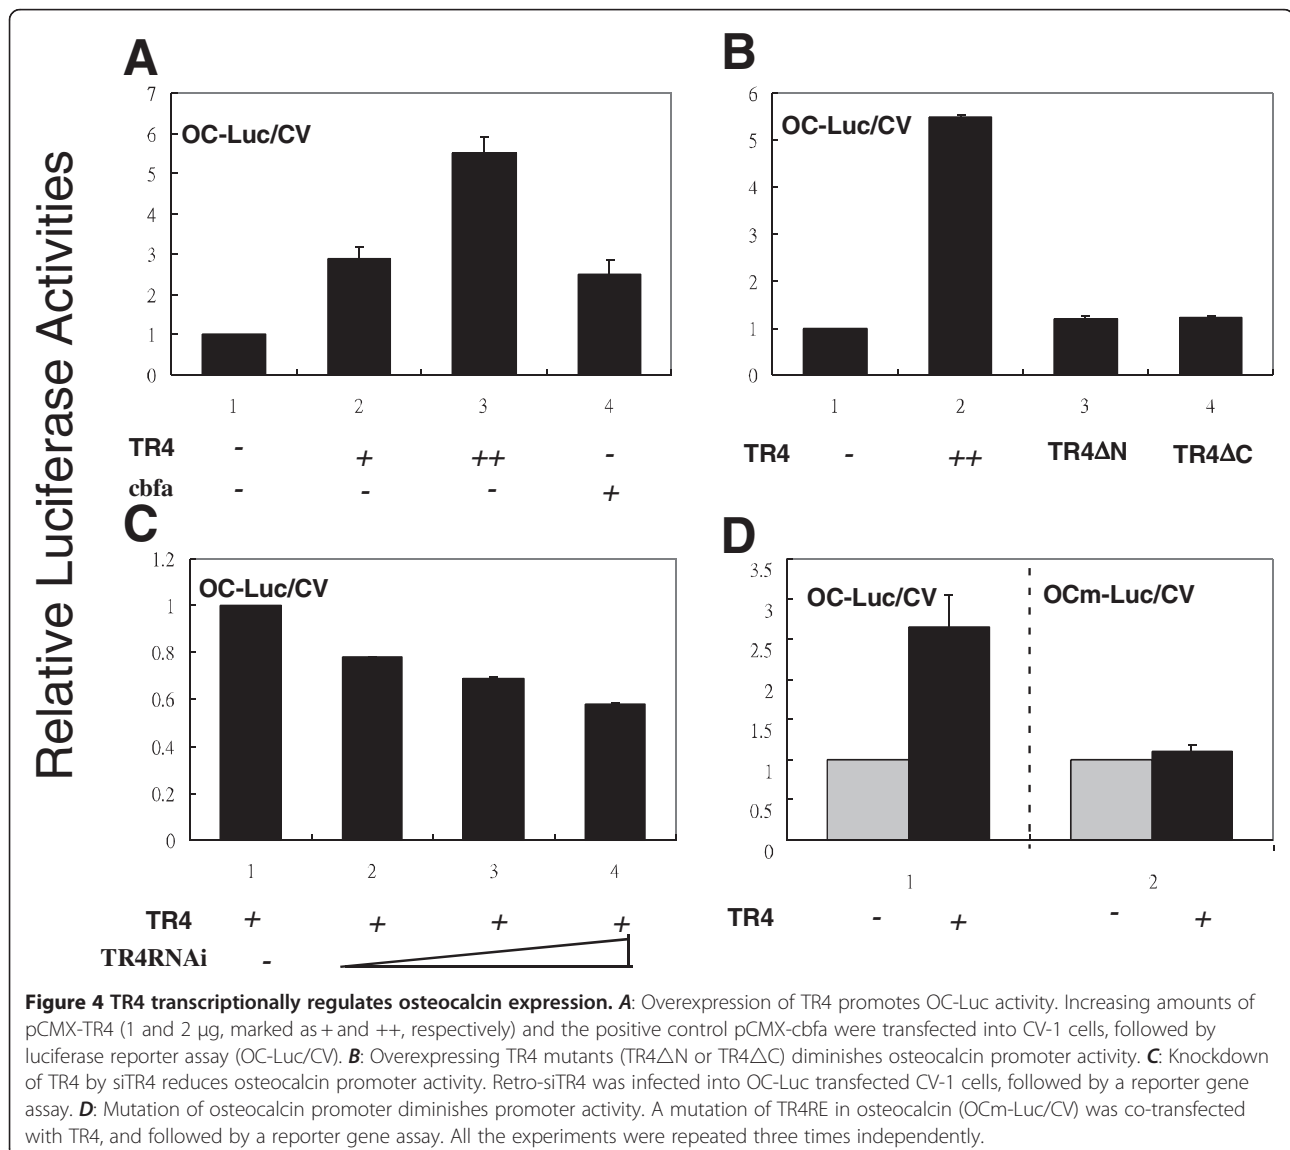 Relative Luciferase Activities
A
7
6
5
4
3
2
1
0
OC-Luc/CV
1 2 3 4
TR4 - + ++ -
cbfa - - - +
B
6
5
4
3
2
1
0
OC-Luc/CV
1 2 3 4
TR4 - ++ TR4ΔN TR4ΔC
C
1.2
1
0.8
0.6
0.4
0.2
0
OC-Luc/CV
1 2 3 4
TR4 + + + +
TR4RNAi -
D
3.5
3
2.5
2
1.5
1
0.5
0
OC-Luc/CV OCm-Luc/CV
1 2
TR4 - + - +
Figure 4 TR4 transcriptionally regulates osteocalcin expression. A: Overexpression of TR4 promotes OC-Luc activity. Increasing amounts of
pCMX-TR4 (1 and 2 μg, marked as + and ++, respectively) and the positive control pCMX-cbfa were transfected into CV-1 cells, followed by
luciferase reporter assay (OC-Luc/CV). B: Overexpressing TR4 mutants (TR4△N or TR4△C) diminishes osteocalcin promoter activity. C: Knockdown
of TR4 by siTR4 reduces osteocalcin promoter activity. Retro-siTR4 was infected into OC-Luc transfected CV-1 cells, followed by a reporter gene
assay. D: Mutation of osteocalcin promoter diminishes promoter activity. A mutation of TR4RE in osteocalcin (OCm-Luc/CV) was co-transfected
with TR4, and followed by a reporter gene assay. All the experiments were repeated three times independently.